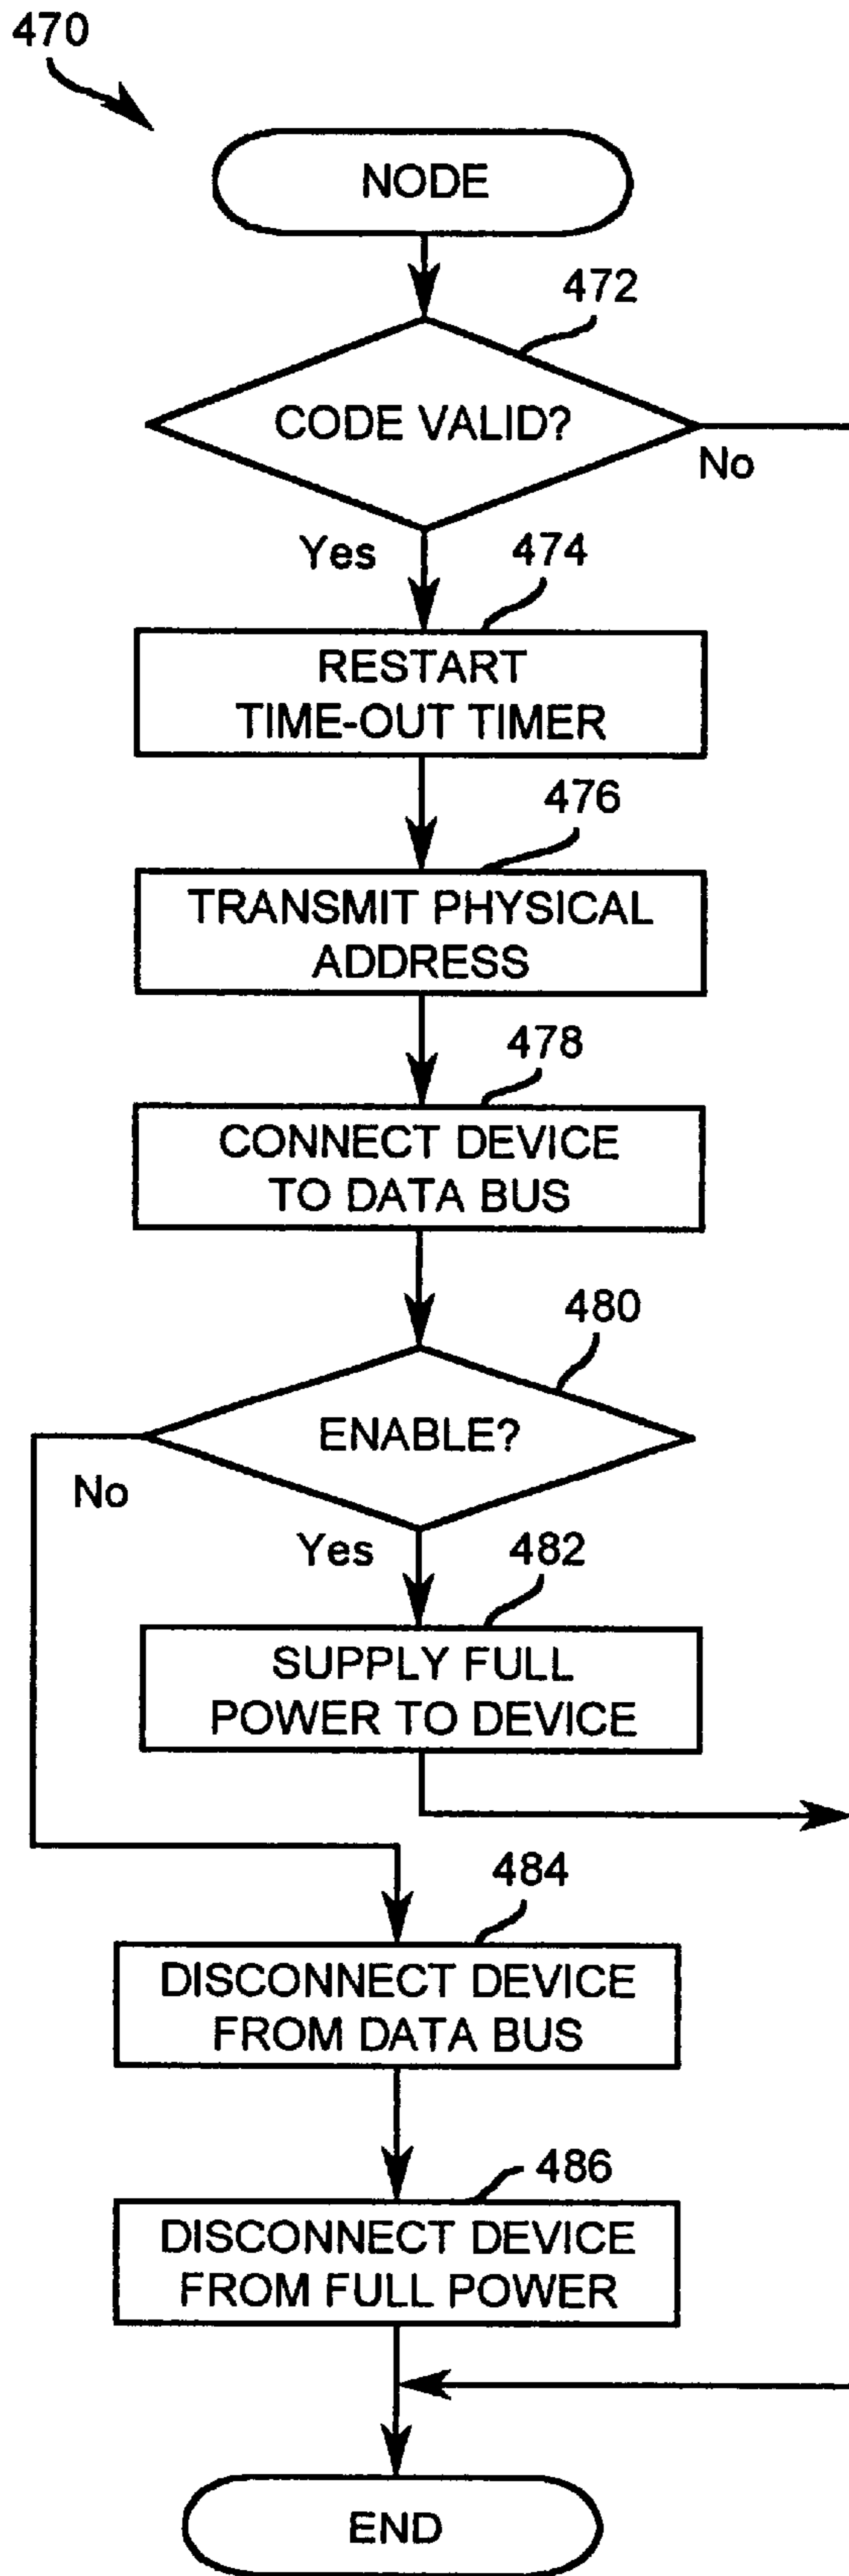 470
NODE
472
CODE VALID?
No
Yes
474
RESTART
TIME-OUT TIMER
476
TRANSMIT PHYSICAL
ADDRESS
478
CONNECT DEVICE
TO DATA BUS
480
ENABLE?
No
Yes
482
SUPPLY FULL
POWER TO DEVICE
484
DISCONNECT DEVICE
FROM DATA BUS
486
DISCONNECT DEVICE
FROM FULL POWER
END